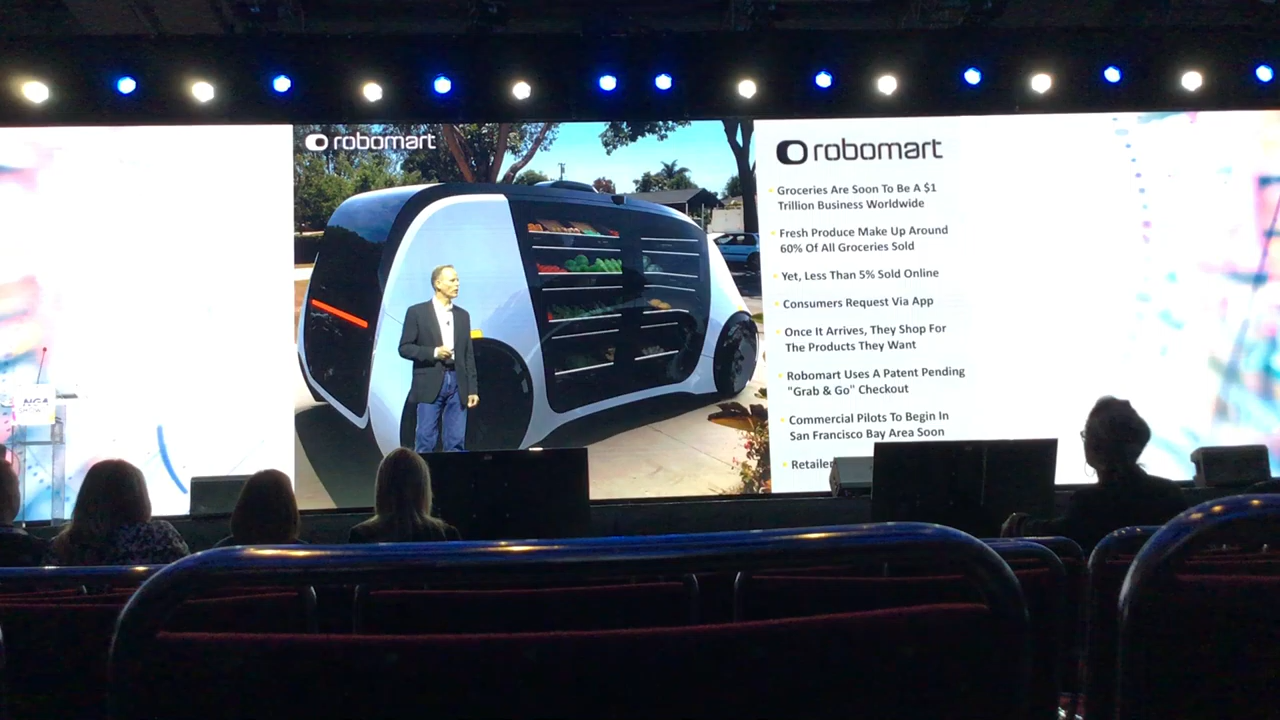 robomart
robomart
Groceries Are Soon To Be A $1
Trillion Business Worldwide
Fresh Produce Make Up Around
60% Of All Groceries Sold
Yet, Less Than 5% Sold Online
Consumers Request Via App
Once It Arrives, They Shop For
The Products They Want
Robomart Uses A Patent Pending
"Grab & Go" Checkout
Commercial Pilots To Begin In
San Francisco Bay Area Soon
Retailer
NGA
SHOW